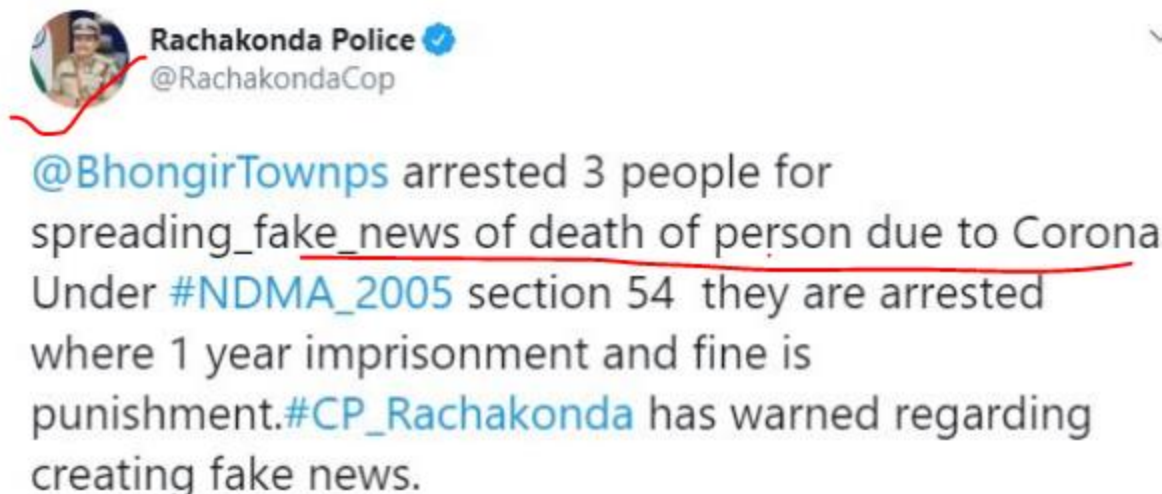 Rachakonda Police
@RachakondaCop
@BhongirTownps arrested 3 people for
spreading_fake_news of death of person due to Corona
Under #NDMA_2005 section 54 they are arrested
where 1 year imprisonment and fine is
punishment.#CP_Rachakonda has warned regarding
creating fake news.